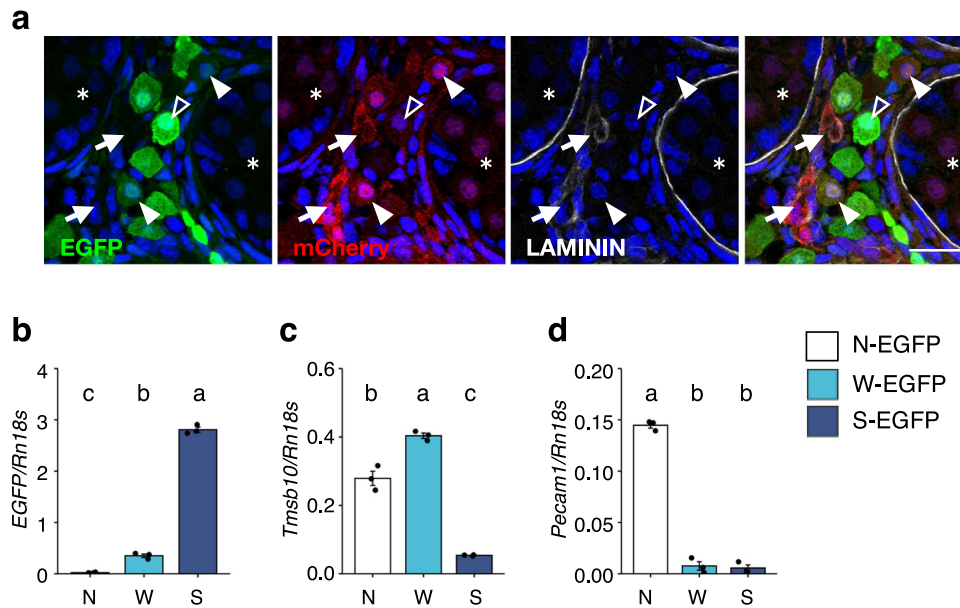 a
* * * * * * * *
EGFP mCherry LAMININ
b c d
N-EGFP
W-EGFP
S-EGFP
EGFP/Rn18s
4
3
2
1
0
c b a
N W S
Tmsb10/Rn18s
0.6
0.4
0.2
0.0
b a c
N W S
Pecam1/Rn18s
0.20
0.15
0.10
0.05
0.00
a b b
N W S